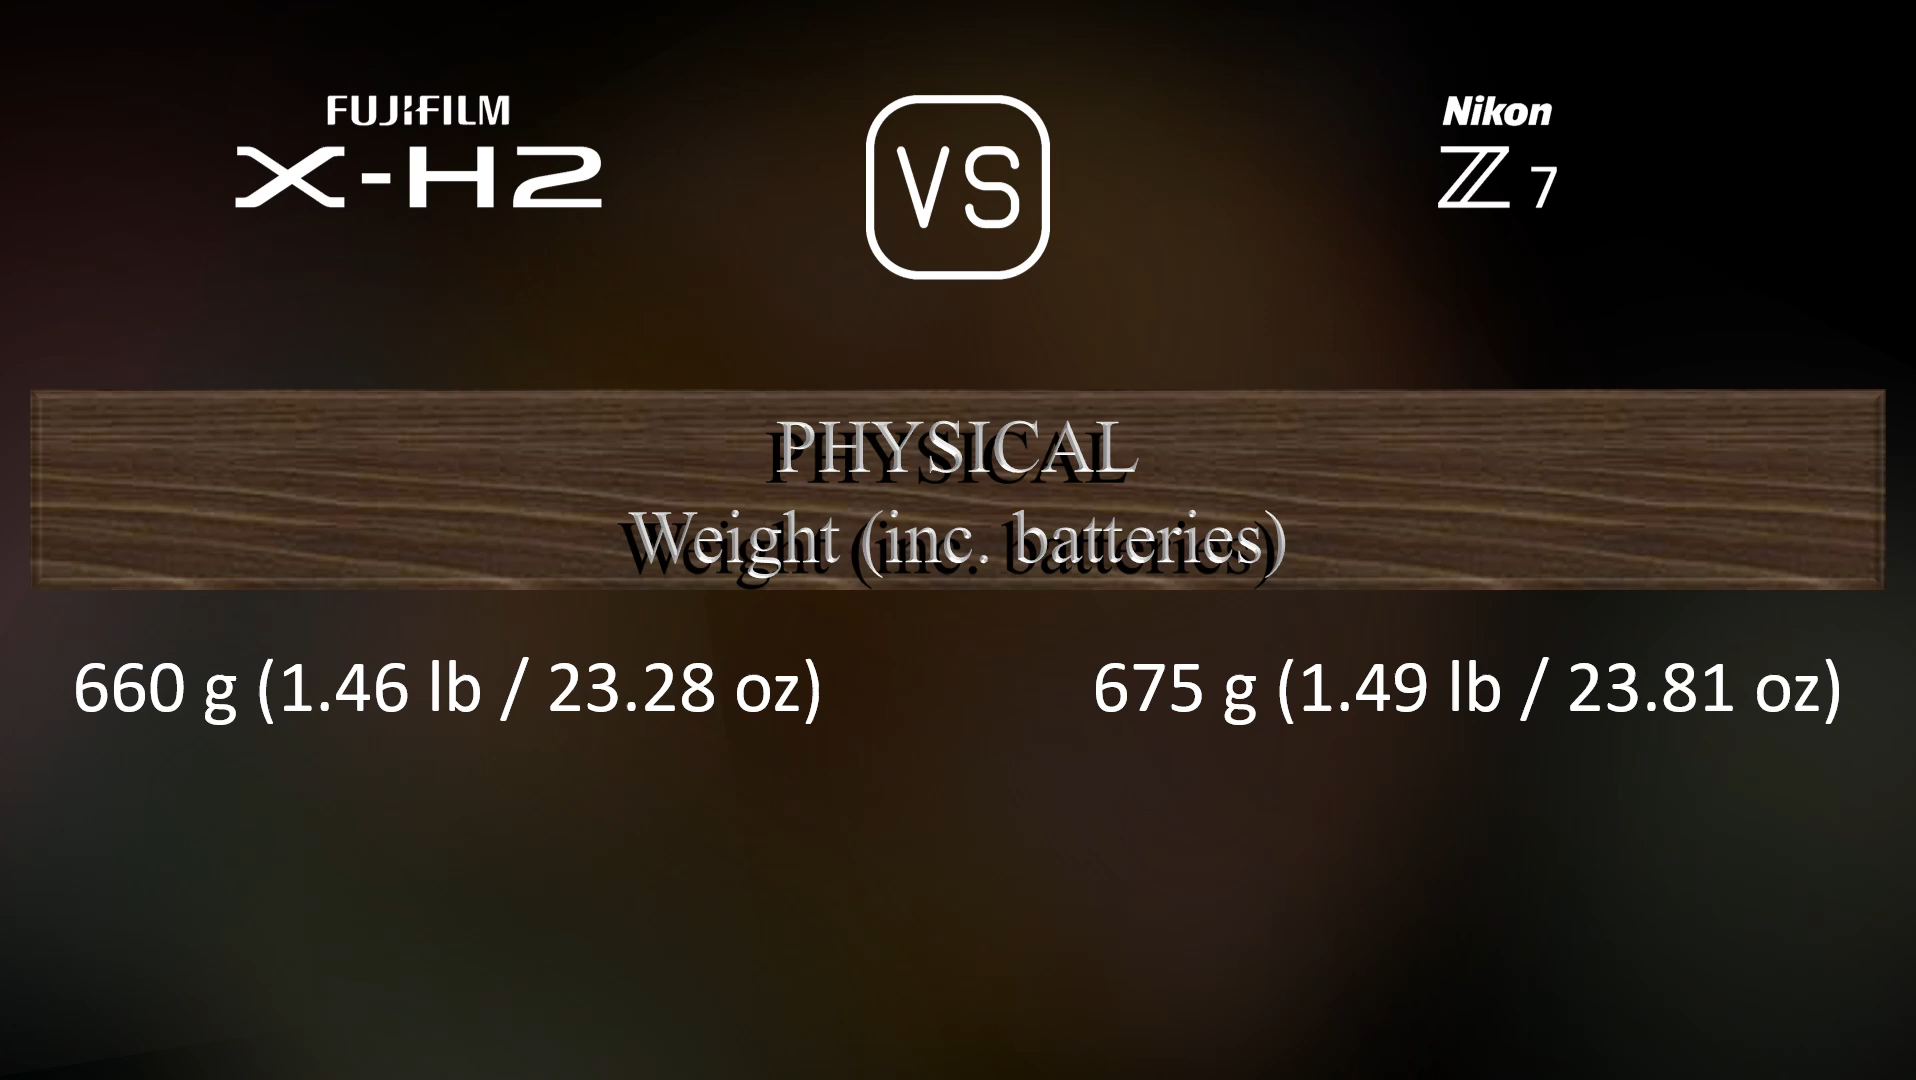 FUJIFILM
X-H2
VS
Nikon
Z 7
PHYSICAL
Weight (inc. batteries)
660 g (1.46 lb / 23.28 oz)
675 g (1.49 lb / 23.81 oz)